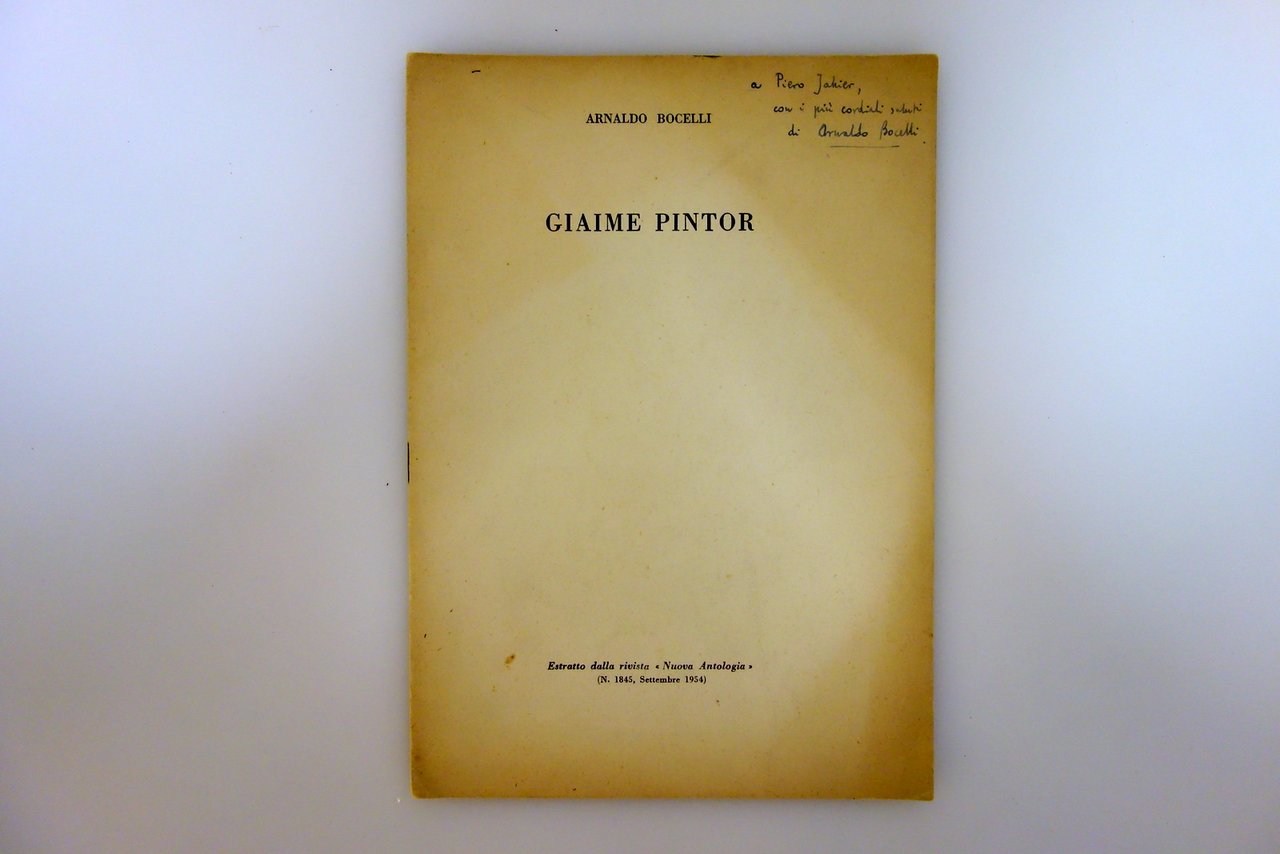 a Piero Jahier,
con i più cordiali saluti
di Arnaldo Bocelli
ARNALDO BOCELLI
GIAIME PINTOR
Estratto dalla rivista « Nuova Antologia »
(N. 1845, Settembre 1954)